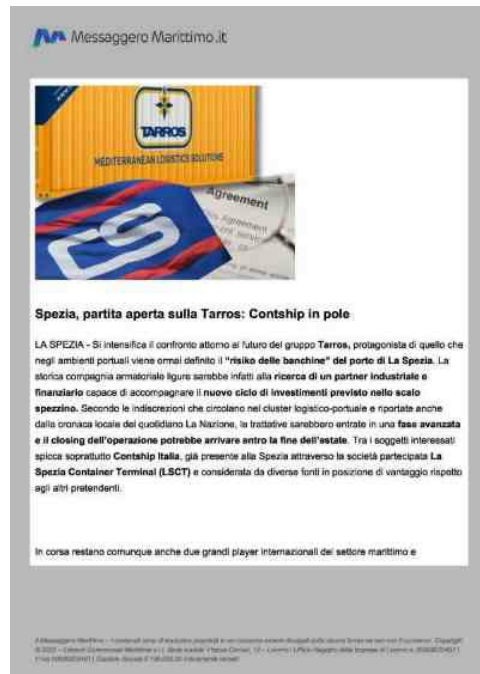 Messaggero Marittimo.it
TARROS
MEDITERRANEAN LOGISTICS SOLUTIONS
Agreement
CS
Spezia, partita aperta sulla Tarros: Contship in pole
LA SPEZIA - Si intensifica il confronto attorno al futuro del gruppo Tarros, protagonista di quello che
negli ambienti portuali viene ormai definito il “risiko delle banchine” del porto di La Spezia. La
storica compagnia armatoriale ligure sarebbe infatti alla ricerca di un partner industriale e
finanziario capace di accompagnare il nuovo ciclo di investimenti previsto nello scalo
spezzino. Secondo le indiscrezioni che circolano nel cluster logistico-portuale e riportate anche
dalla cronaca locale del quotidiano La Nazione, le trattative sarebbero entrate in una fase avanzata
e il closing dell’operazione potrebbe arrivare entro la fine dell’estate. Tra i soggetti interessati
spicca soprattutto Contship Italia, già presente alla Spezia attraverso la società partecipata La
Spezia Container Terminal (LSCT) e considerata da diverse fonti in posizione di vantaggio rispetto
agli altri pretendenti.
In corsa restano comunque anche due grandi player internazionali del settore marittimo e